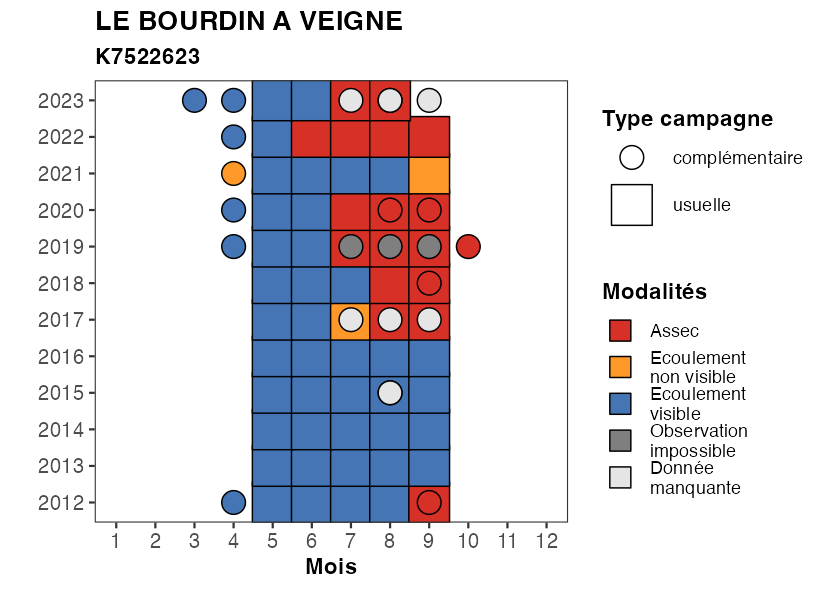 LE BOURDIN A VEIGNE
K7522623
2023
2022
2021
2020
2019
2018
2017
2016
2015
2014
2013
2012
1 2 3 4 5 6 7 8 9 10 11 12
Mois
Type campagne
complémentaire
usuelle
Modalités
Assec
Ecoulement
non visible
Ecoulement
visible
Observation
impossible
Donnée
manquante